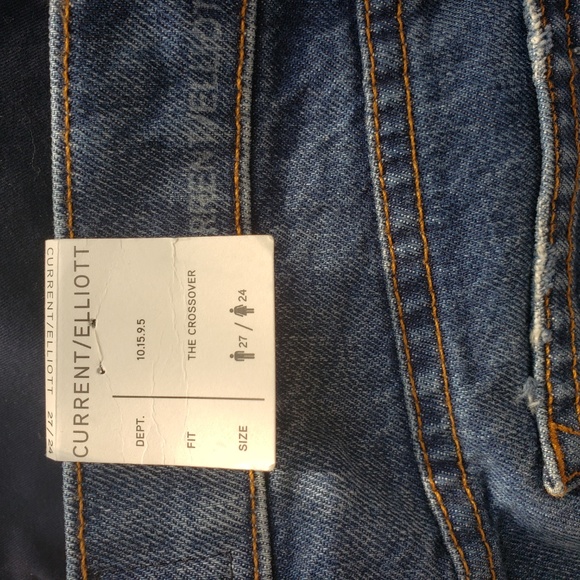 CURRENT/ELLIOTT 27/24
CURRENT/ELLIOTT
DEPT. 10.15.9.5
FIT THE CROSSOVER
SIZE 27 / 24